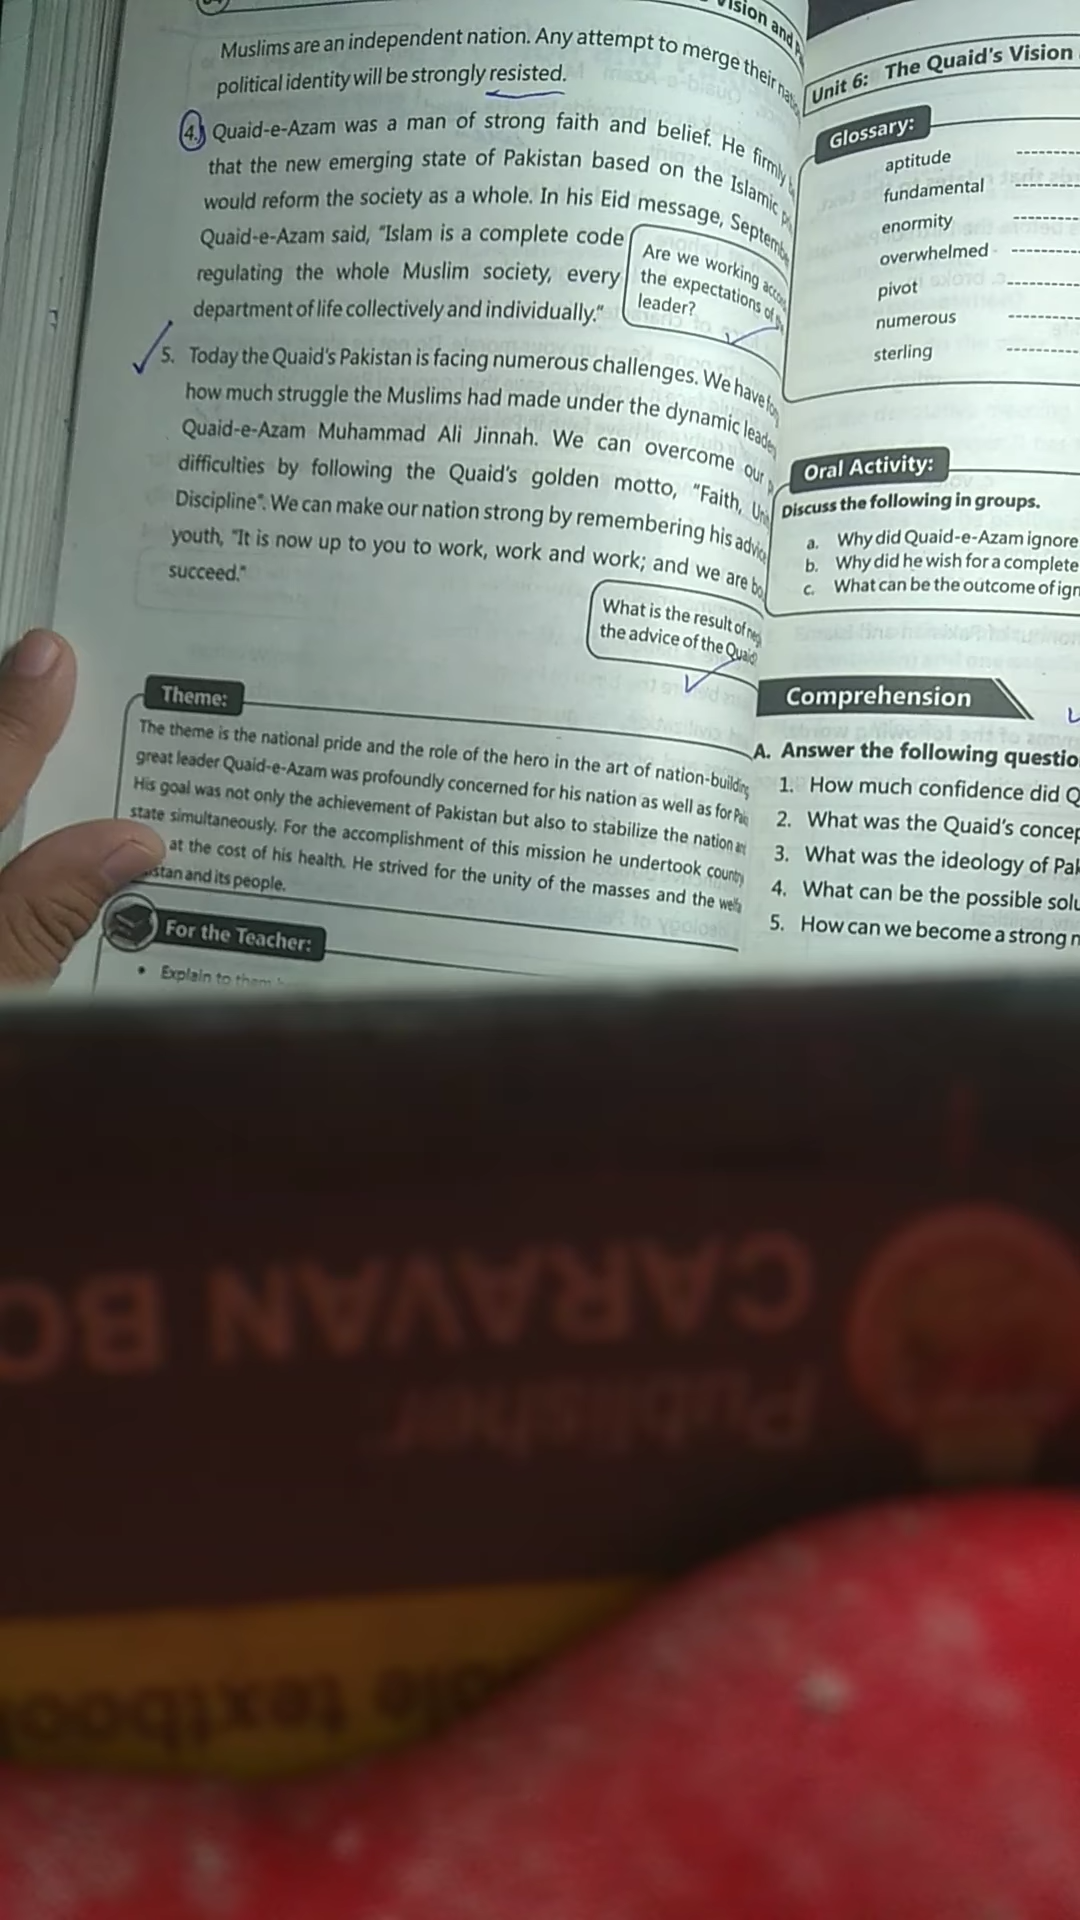 Vision and
Muslims are an independent nation. Any attempt to merge their
political identity will be strongly resisted.
4. Quaid-e-Azam was a man of strong faith and belief. He firmly
that the new emerging state of Pakistan based on the Islamic
would reform the society as a whole. In his Eid message,
Quaid-e-Azam said, "Islam is a complete code
regulating the whole Muslim society, every
department of life collectively and individually."
Are we working
the expectations of
leader?
5. Today the Quaid's Pakistan is facing numerous challenges. We have
how much struggle the Muslims had made under the dynamic
Quaid-e-Azam Muhammad Ali Jinnah. We can overcome our
difficulties by following the Quaid's golden motto, "Faith,
Discipline". We can make our nation strong by remembering his
youth, "It is now up to you to work, work and work; and we are
succeed."
What is the result of
the advice of the Quaid?
Theme:
The theme is the national pride and the role of the hero in the art of nation-building
great leader Quaid-e-Azam was profoundly concerned for his nation as well as for
His goal was not only the achievement of Pakistan but also to stabilize the nation
state simultaneously. For the accomplishment of this mission he undertook
at the cost of his health. He strived for the unity of the masses and the
and its people.
For the Teacher:
• Explain to them
Unit 6: The Quaid's Vision
Glossary:
aptitude
fundamental
enormity
overwhelmed
pivot
numerous
sterling
Oral Activity:
Discuss the following in groups.
a. Why did Quaid-e-Azam ignore
b. Why did he wish for a complete
c. What can be the outcome of
Comprehension
A. Answer the following
1. How much confidence did
2. What was the Quaid's
3. What was the ideology of
4. What can be the possible
5. How can we become a strong
Publisher
CARAVAN